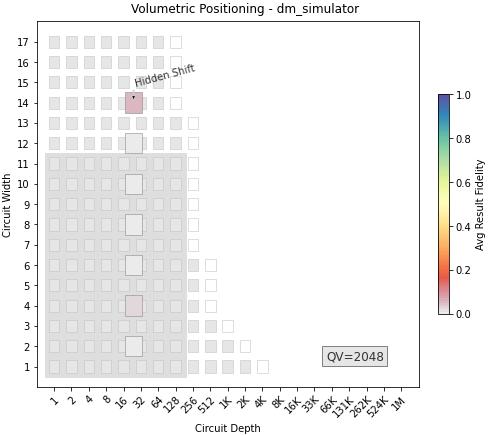 Volumetric Positioning - dm_simulator
17
16
15
14
13
12
11
10
9
8
7
6
5
4
3
2
1
Circuit Width
Hidden Shift
QV=2048
1
2
4
8
16
32
64
128
256
512
1K
2K
4K
8K
16K
33K
66K
131K
262K
524K
1M
Circuit Depth
1.0
0.8
0.6
0.4
0.2
0.0
Avg Result Fidelity